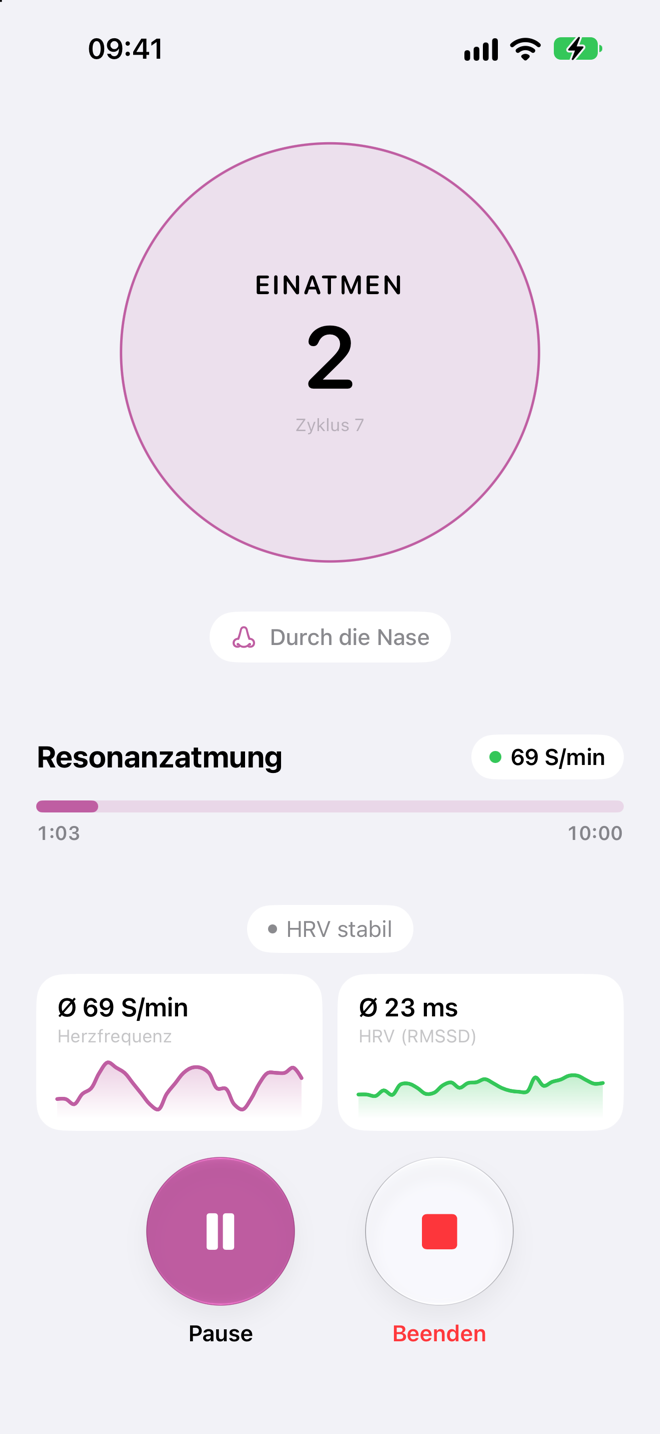 09:41
EINATMEN
2
Zyklus 7
Durch die Nase
Resonanzatmung
69 S/min
1:03
10:00
HRV stabil
Ø 69 S/min
Herzfrequenz
Ø 23 ms
HRV (RMSSD)
Pause
Beenden